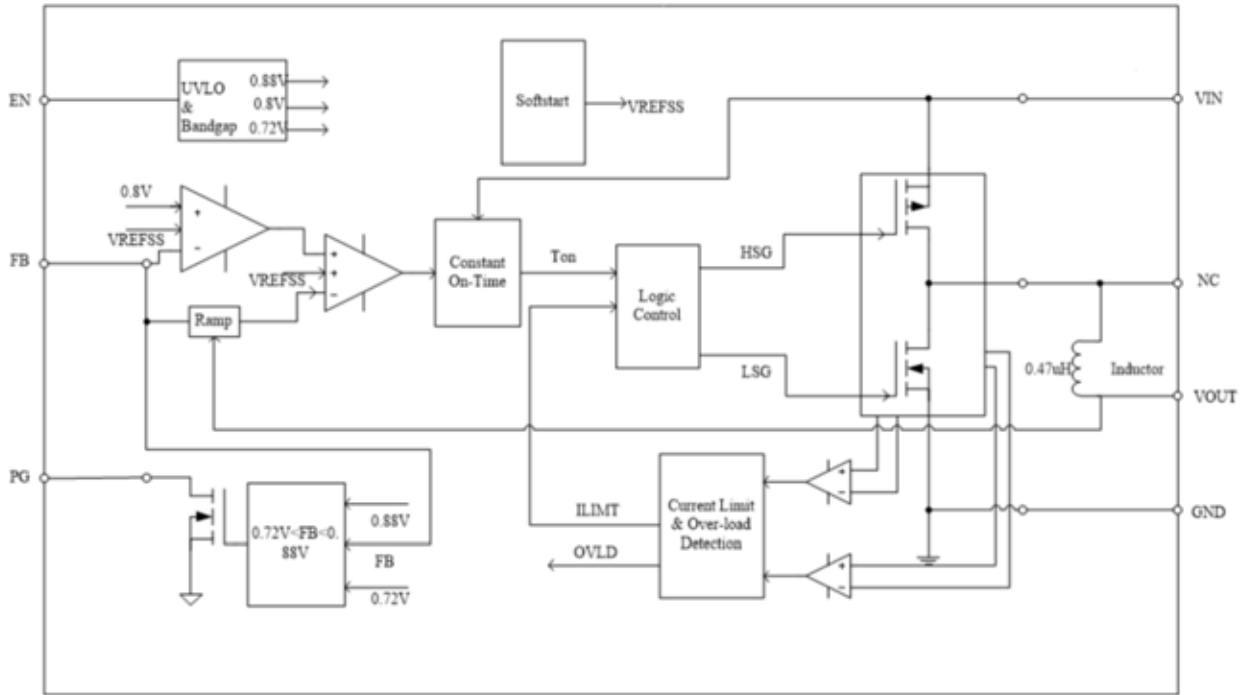 EN
UVLO
&
Bandgap
0.88V
0.8V
0.72V
Softstart
VREFSS
VIN
0.8V
VREFSS
FB
VREFSS
Ramp
Constant
On-Time
Ton
Logic
Control
HSG
LSG
NC
0.47uH
Inductor
VOUT
PG
0.72V<FB<0.
88V
0.88V
FB
0.72V
ILIMT
OVLD
Current Limit
& Over-load
Detection
GND